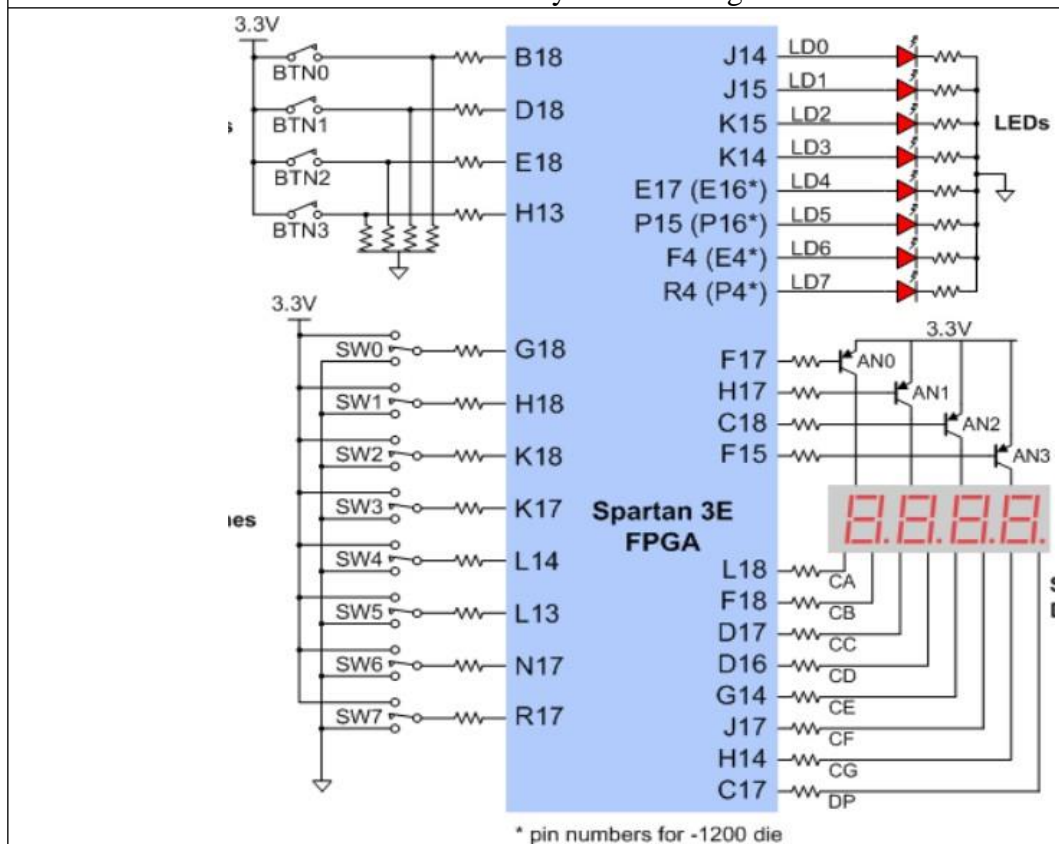 3.3V
BTN0
BTN1
BTN2
BTN3
B18
D18
E18
H13
3.3V
SW0
SW1
SW2
SW3
SW4
SW5
SW6
SW7
G18
H18
K18
K17
L14
L13
N17
R17
Spartan 3E
FPGA
J14 LD0
J15 LD1
K15 LD2
K14 LD3
E17 (E16*) LD4
P15 (P16*) LD5
F4 (E4*) LD6
R4 (P4*) LD7
LEDs
3.3V
F17 AN0
H17 AN1
C18 AN2
F15 AN3
8.8.8.8.
L18 CA
F18 CB
D17 CC
D16 CD
G14 CE
J17 CF
H14 CG
C17 DP
* pin numbers for -1200 die